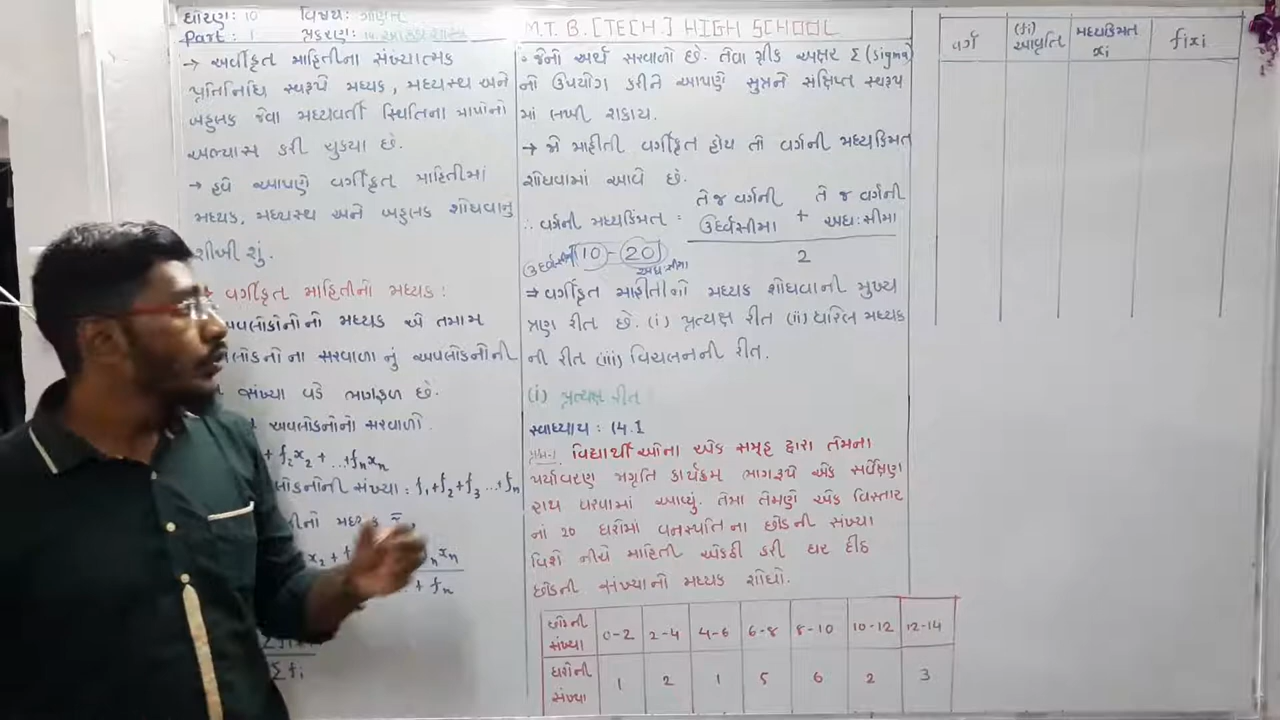 ધોરણ: 10 વિષય: ગણિત
Part: 1 પ્રકરણ: 14.
M.T.B. [TECH.] HIGH SCHOOL
→ અવર્ગીકૃત માહિતીના સંખ્યાત્મક
પ્રતિનિધિ સ્વરૂપે મધ્યક, મધ્યસ્થ અને
બહુલક જેવા મધ્યવર્તી સ્થિતિના માપોનો
અભ્યાસ કરી ચુકયા છે.
→ હવે આપણે વર્ગીકૃત માહિતીમાં
મધ્યક, મધ્યસ્થ અને બહુલક શોધવાનું
શીખી શું.
વર્ગીકૃત માહિતીનો મધ્યક:
અવલોકનોનો મધ્યક એ તમામ
ના સરવાળા નું અવલોકનોની
સંખ્યા વડે ભાગફળ છે.
અવલોકનોનો સરવાળો
+ f₂x₂ + ...+fₙxₙ
સંખ્યા: f₁+f₂+f₃...+fₙ
મધ્યક x̄,
ₙxₙ
+ fₙ
Σfi
: જેનો અર્થ સરવાળો છે. તેવા ગ્રીક અક્ષર Σ (sigma)
નો ઉપયોગ કરીને આપણે સુત્રને સંક્ષિપ્ત સ્વરૂપ
માં લખી શકાય.
→ જો માહીતી વર્ગીકૃત હોય તો વર્ગની મધ્યકિંમત
શોધવામાં આવે છે.
∴ વર્ગની મધ્યકિંમત : તે જ વર્ગની ઉર્ધ્વસીમા + તે જ વર્ગની અધ:સીમા
2
ઉર્ધ્વસીમા 10 - 20 અધ:સીમા
⇒ વર્ગીકૃત માહીતીનો મધ્યક શોધવાની મુખ્ય
ત્રણ રીત છે. (i) પ્રત્યક્ષ રીત (ii) ધારેલ મધ્યક
ની રીત (iii) વિચલનની રીત.
(i) પ્રત્યક્ષ રીત
સ્વાધ્યાય: 14.1
પ્રશ્ન-1 વિદ્યાર્થીઓના એક સમૂહ દ્વારા તેમના
પર્યાવરણ જાગૃતિ કાર્યક્રમ ભાગરૂપે એક સર્વેક્ષણ
હાથ ધરવામાં આવ્યું. તેમા તેમણે એક વિસ્તાર
નાં 20 ઘરોમાં વનસ્પતિ ના છોડની સંખ્યા
વિશે નીચે માહિતી એકઠી કરી ઘર દીઠ
છોડની સંખ્યાનો મધ્યક શોધો.
છોડની સંખ્યા 0-2 2-4 4-6 6-8 8-10 10-12 12-14
ઘરોની સંખ્યા 1 2 1 5 6 2 3
વર્ગ (fi) આવૃતિ મધ્યકિંમત xi fixi